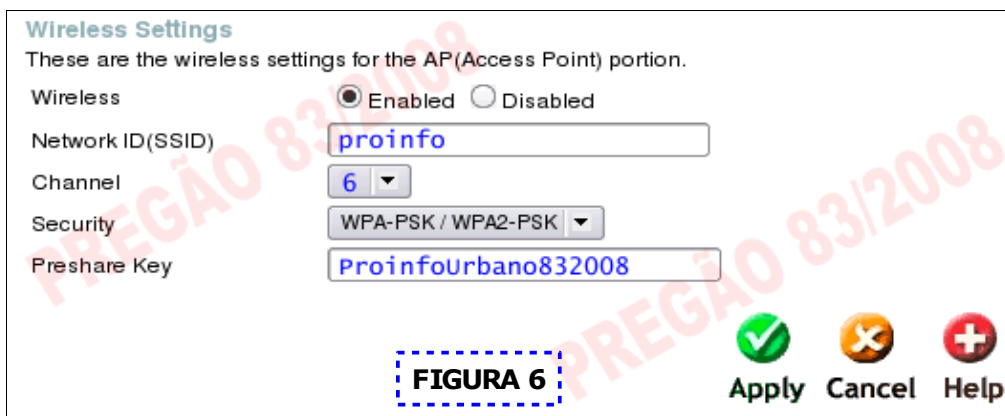 Wireless Settings
These are the wireless settings for the AP(Access Point) portion.
Wireless Enabled Disabled
Network ID(SSID) proinfo
Channel 6
Security WPA-PSK / WPA2-PSK
Preshare Key ProinfoUrbano832008
PREGÃO 83/2008
PREGÃO 83/2008
FIGURA 6
Apply Cancel Help